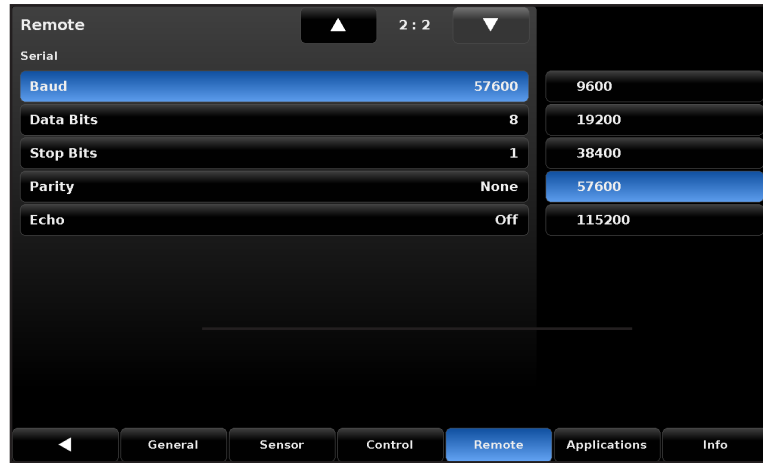 Remote 2 : 2
Serial
Baud 57600
Data Bits 8
Stop Bits 1
Parity None
Echo Off
9600
19200
38400
57600
115200
General Sensor Control Remote Applications Info